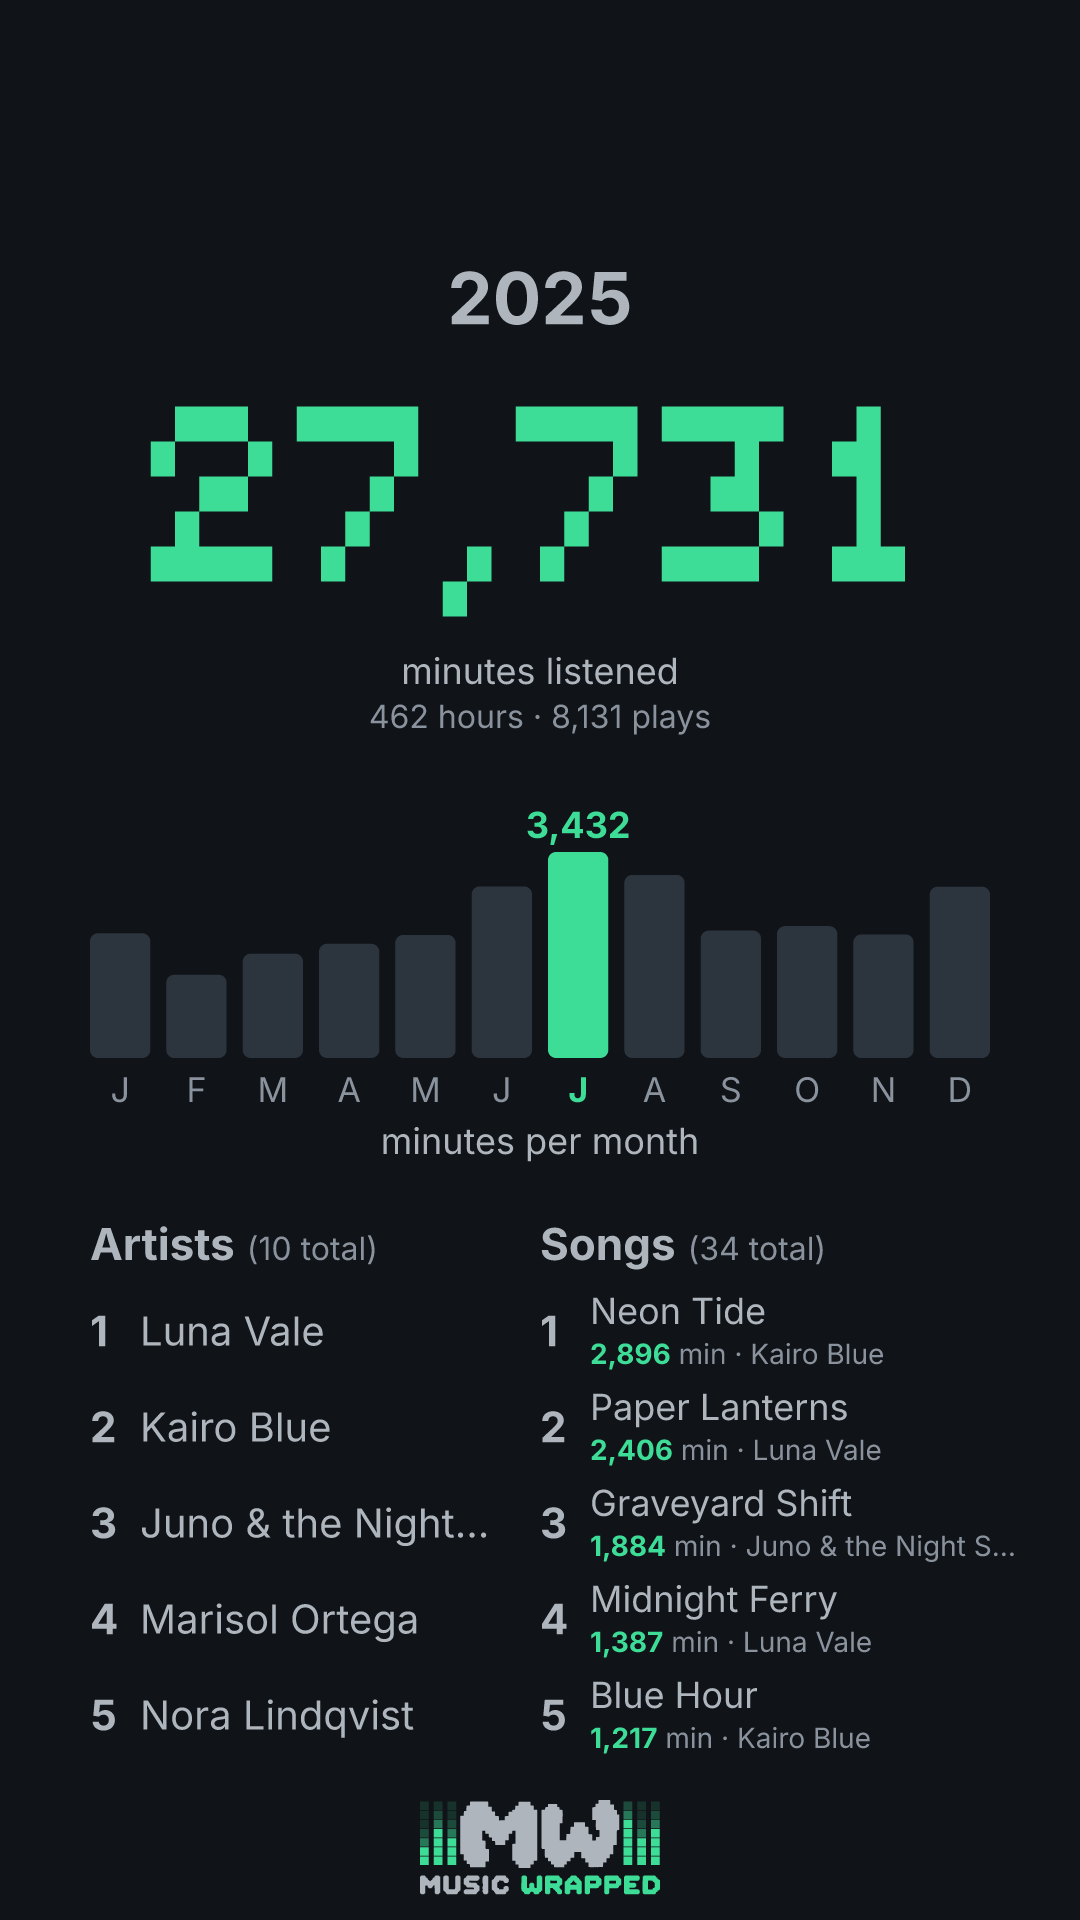 2025
27,731
minutes listened
462 hours · 8,131 plays
3,432
J F M A M J J A S O N D
minutes per month
Artists (10 total)
1 Luna Vale
2 Kairo Blue
3 Juno & the Night...
4 Marisol Ortega
5 Nora Lindqvist
Songs (34 total)
1 Neon Tide
2,896 min · Kairo Blue
2 Paper Lanterns
2,406 min · Luna Vale
3 Graveyard Shift
1,884 min · Juno & the Night S...
4 Midnight Ferry
1,387 min · Luna Vale
5 Blue Hour
1,217 min · Kairo Blue
MW
MUSIC WRAPPED